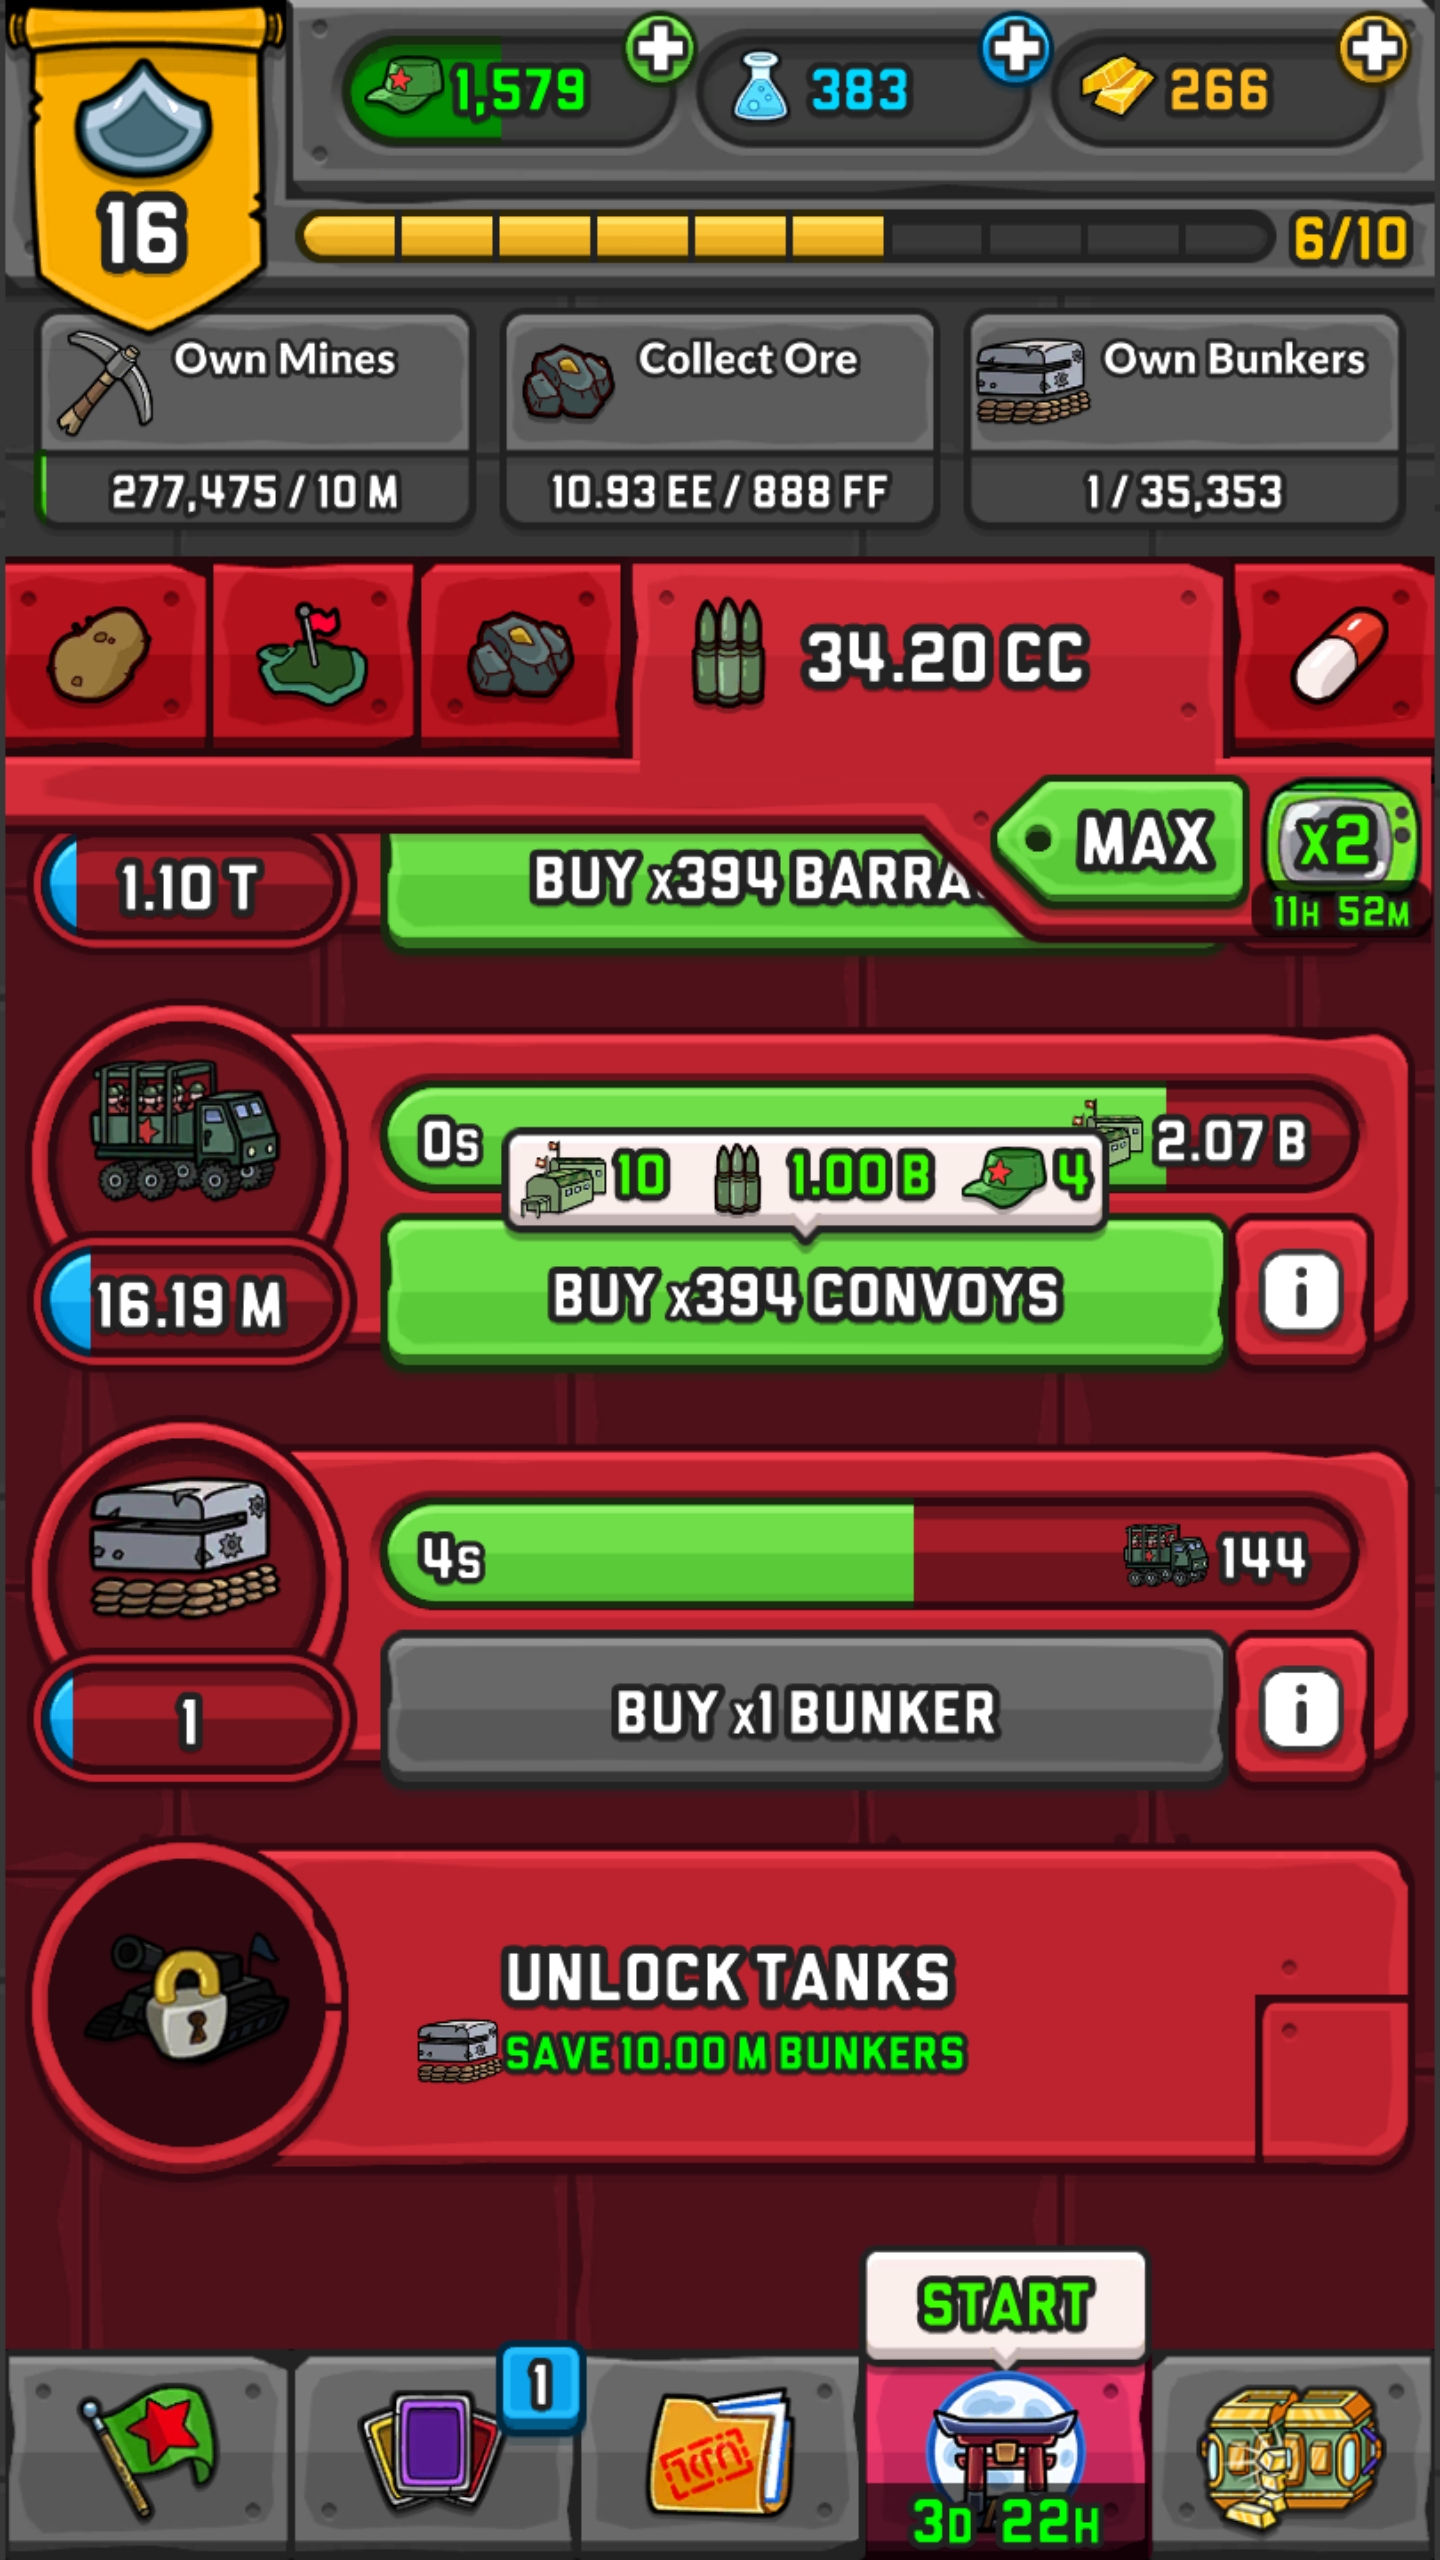 1,579
383
266
16
6/10
Own Mines
277,475 / 10 M
Collect Ore
10.93 EE / 888 FF
Own Bunkers
1 / 35,353
34.20 CC
MAX
x2
11H 52M
1.10 T
BUY x394 BARRA
0s
2.07 B
10
1.00 B
4
16.19 M
BUY x394 CONVOYS
i
4s
144
1
BUY x1 BUNKER
i
UNLOCK TANKS
SAVE 10.00 M BUNKERS
START
1
3D 22H